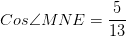 Cos∠MNE = 5/13